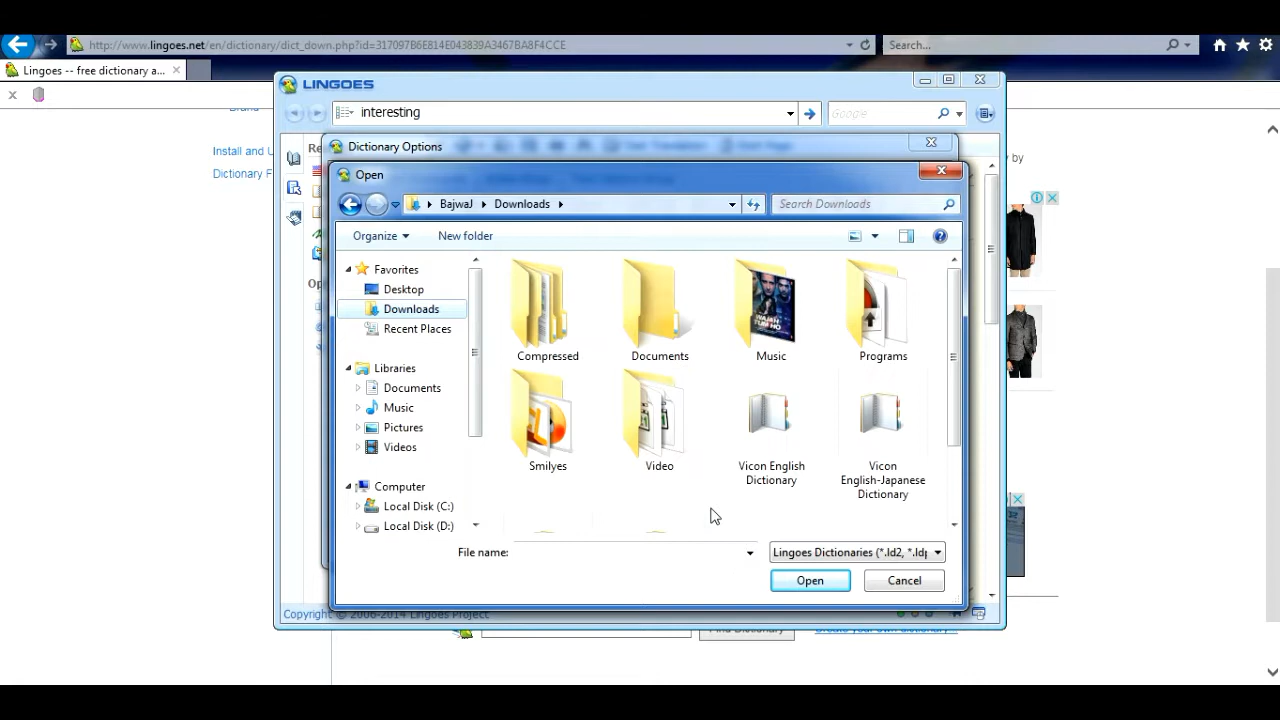 http://www.lingoes.net/en/dictionary/dict_down.php?id=317097B6E814E043839A3467BA8F4CCE
Search...
Lingoes -- free dictionary a...
LINGOES
interesting
Google
Install and
Dictionary F
by
Dictionary Options
Open
BajwaJ
Downloads
Search Downloads
Organize
New folder
Favorites
Desktop
Downloads
Recent Places
Libraries
Documents
Music
Pictures
Videos
Computer
Local Disk (C:)
Local Disk (D:)
Compressed
Documents
Music
Programs
Smilyes
Video
Vicon English
Dictionary
Vicon
English-Japanese
Dictionary
File name:
Lingoes Dictionaries (*.ld2, *.ldp
Open
Cancel
Copyright © 2006-2014 Lingoes Project